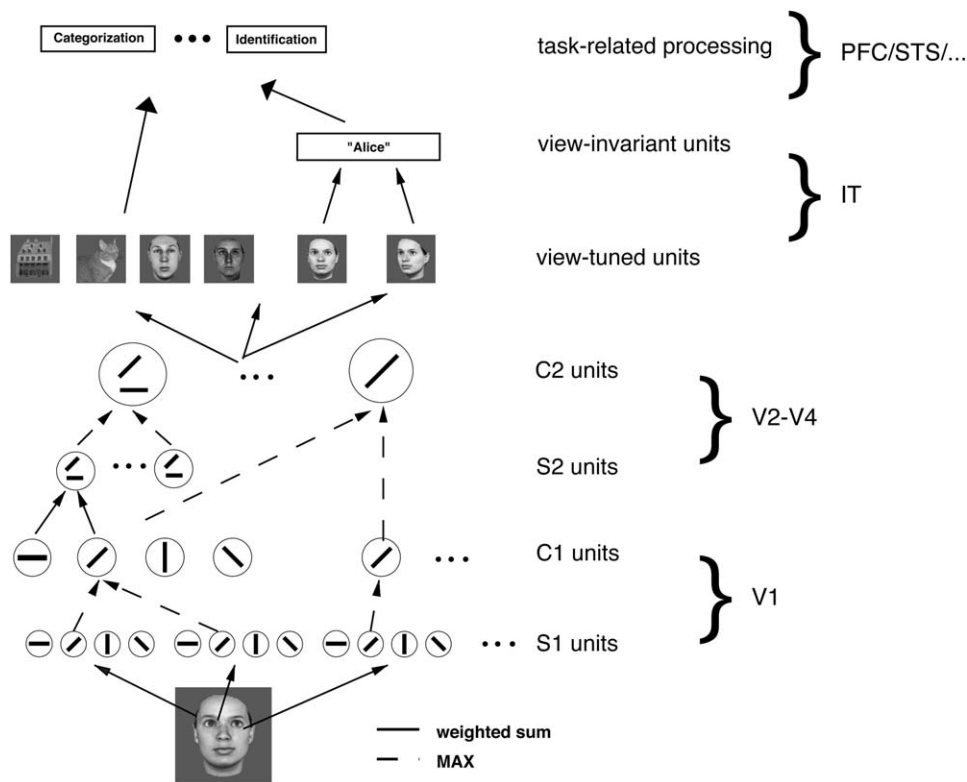 Categorization ••• Identification
task-related processing
PFC/STS/...
"Alice"
view-invariant units
IT
view-tuned units
...
C2 units
V2-V4
...
S2 units
...
C1 units
V1
...
S1 units
weighted sum
MAX